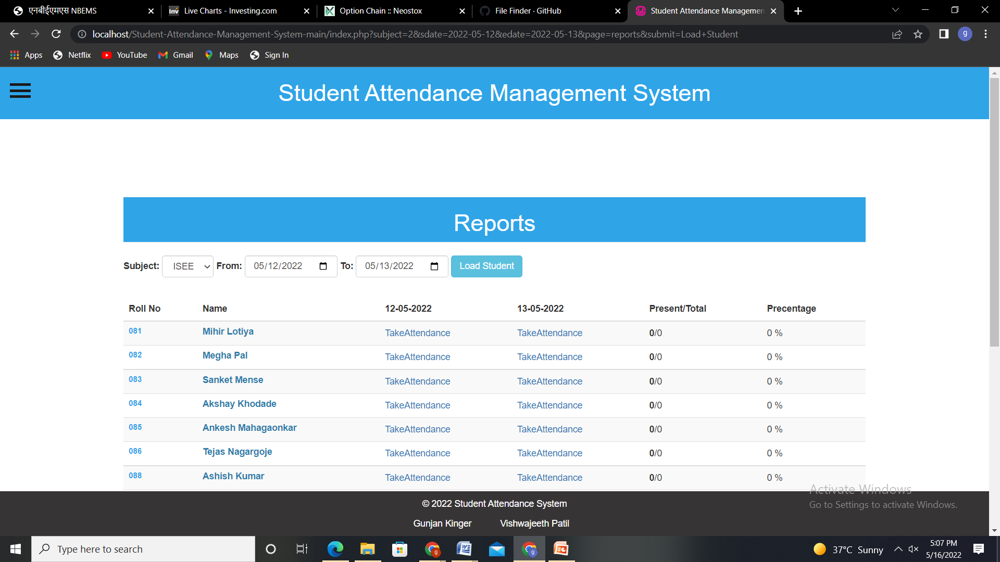 एनबीईएमएस NBEMS
Live Charts - Investing.com
Option Chain :: Neostox
File Finder · GitHub
Student Attendance Managemen
localhost/Student-Attendance-Management-System-main/index.php?subject=2&sdate=2022-05-12&edate=2022-05-13&page=reports&submit=Load+Student
g
Apps Netflix YouTube Gmail Maps Sign In
Student Attendance Management System
Reports
Subject: ISEE From: 05/12/2022 To: 05/13/2022 Load Student
Roll No Name 12-05-2022 13-05-2022 Present/Total Precentage
081 Mihir Lotiya TakeAttendance TakeAttendance 0/0 0 %
082 Megha Pal TakeAttendance TakeAttendance 0/0 0 %
083 Sanket Mense TakeAttendance TakeAttendance 0/0 0 %
084 Akshay Khodade TakeAttendance TakeAttendance 0/0 0 %
085 Ankesh Mahagaonkar TakeAttendance TakeAttendance 0/0 0 %
086 Tejas Nagargoje TakeAttendance TakeAttendance 0/0 0 %
088 Ashish Kumar TakeAttendance TakeAttendance 0/0 0 %
Activate Windows
Go to Settings to activate Windows.
© 2022 Student Attendance System
Gunjan Kinger Vishwajeeth Patil
Type here to search
37°C Sunny
5:07 PM
5/16/2022